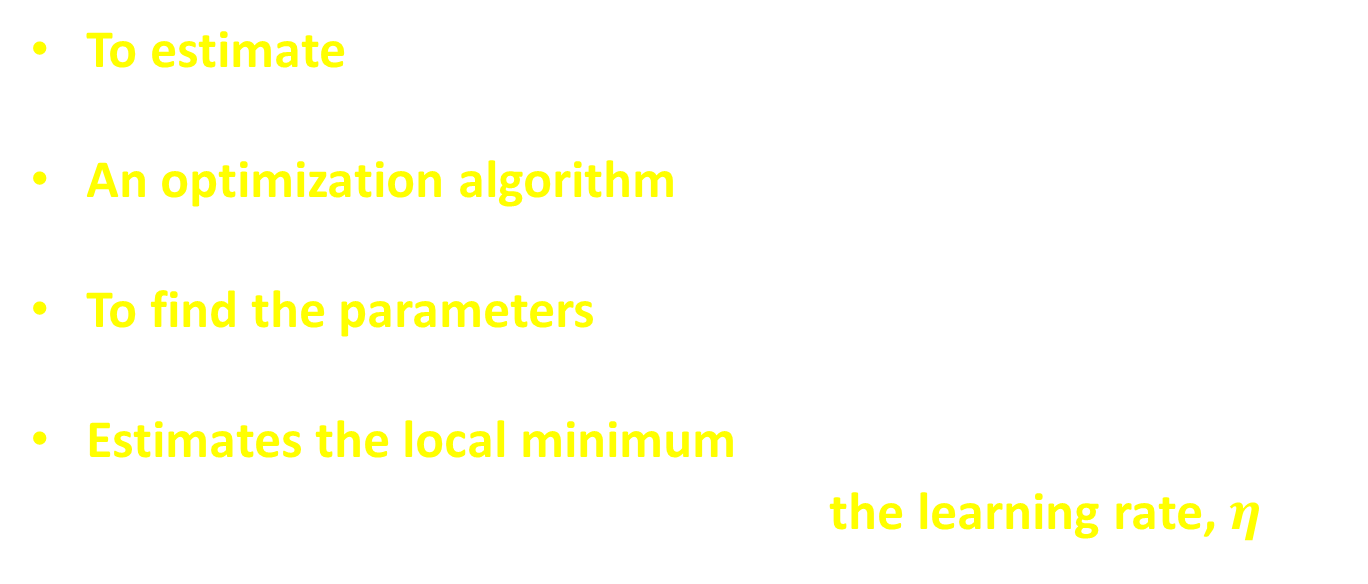 • To estimate
• An optimization algorithm
• To find the parameters
• Estimates the local minimum
the learning rate, η